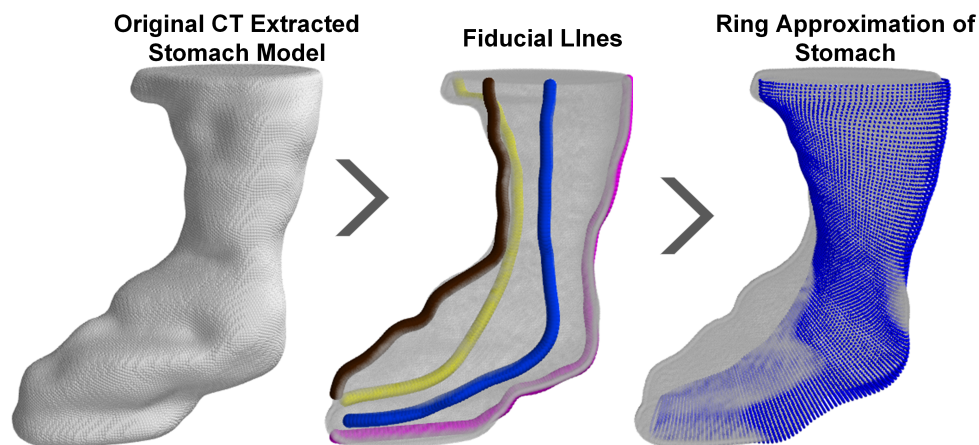 Original CT Extracted
Stomach Model
Fiducial LInes
Ring Approximation of
Stomach